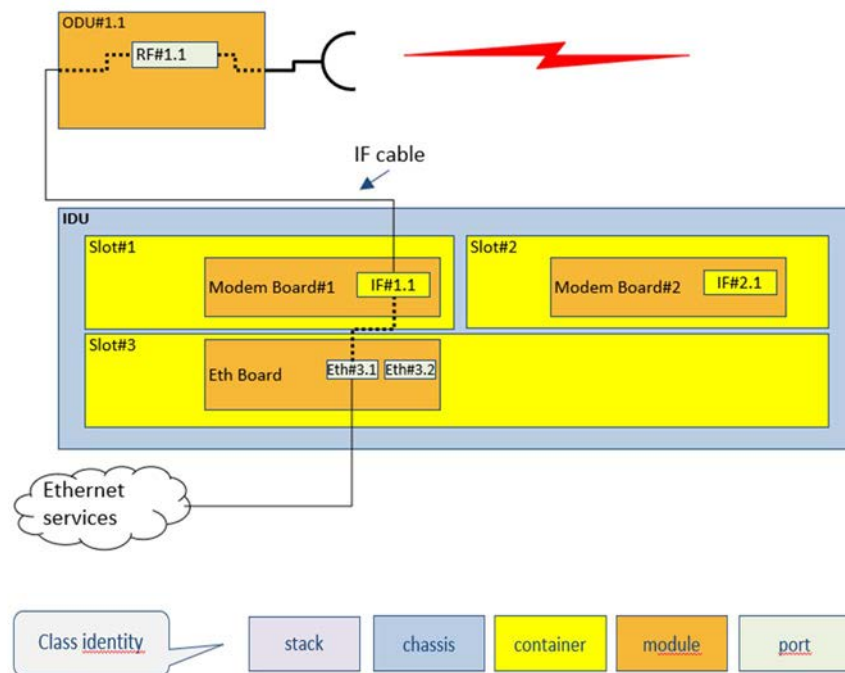 ODU#1.1
RF#1.1
IF cable
IDU
Slot#1
Slot#2
Modem Board#1
IF#1.1
Modem Board#2
IF#2.1
Slot#3
Eth Board
Eth#3.1
Eth#3.2
Ethernet
services
Class identity
stack
chassis
container
module
port